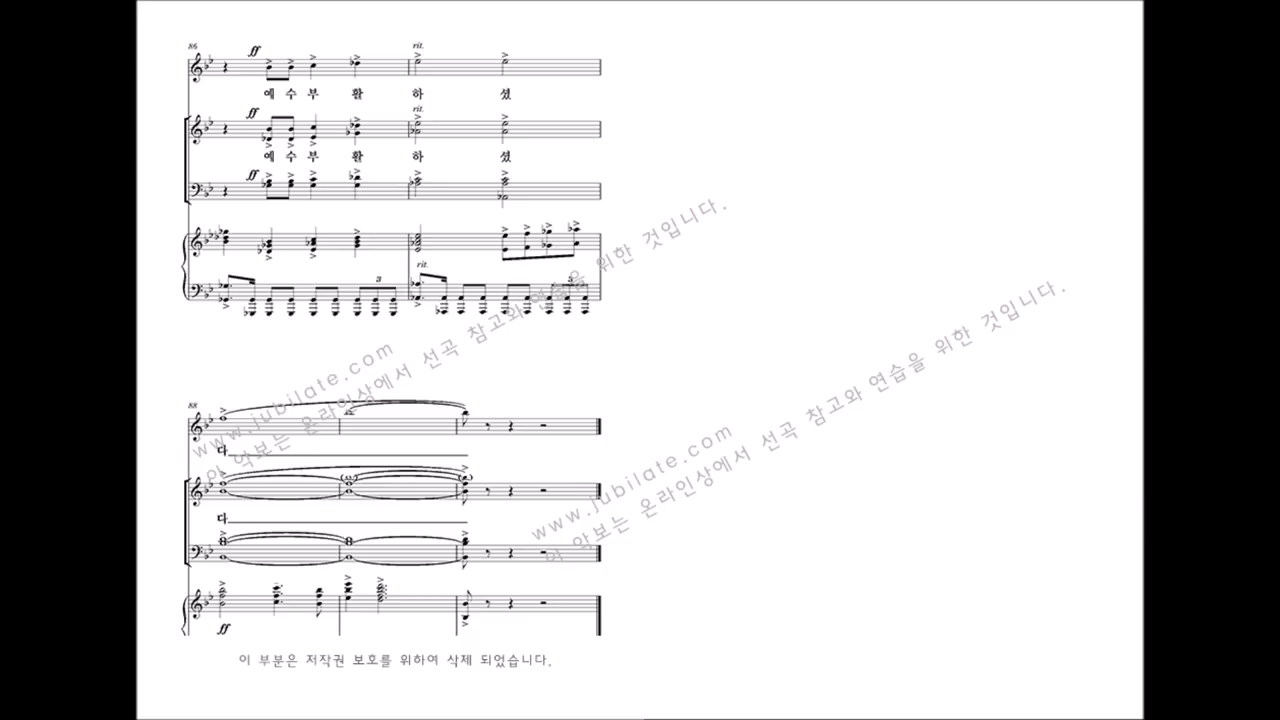 86
ff
rit.
예 수 부 활 하 셨
ff
rit.
예 수 부 활 하 셨
ff
rit.
3
3
88
다
다
ff
www.jubilate.com
이 악보는 온라인상에서 선곡 참고와 연습을 위한 것입니다.
www.jubilate.com
이 악보는 온라인상에서 선곡 참고와 연습을 위한 것입니다.
이 부분은 저작권 보호를 위하여 삭제 되었습니다.